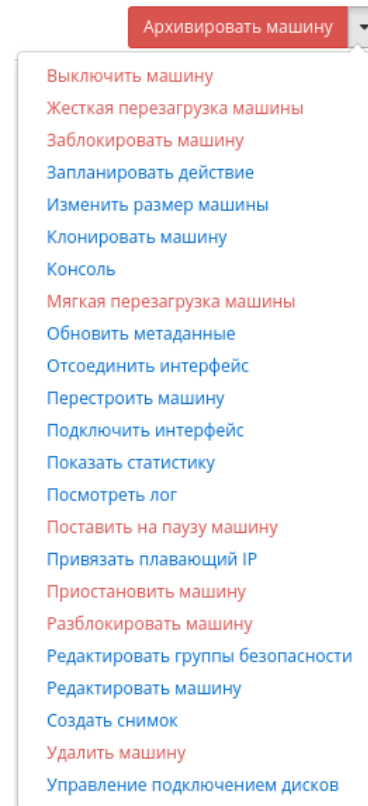 Архивировать машину
Выключить машину
Жесткая перезагрузка машины
Заблокировать машину
Запланировать действие
Изменить размер машины
Клонировать машину
Консоль
Мягкая перезагрузка машины
Обновить метаданные
Отсоединить интерфейс
Перестроить машину
Подключить интерфейс
Показать статистику
Посмотреть лог
Поставить на паузу машину
Привязать плавающий IP
Приостановить машину
Разблокировать машину
Редактировать группы безопасности
Редактировать машину
Создать снимок
Удалить машину
Управление подключением дисков